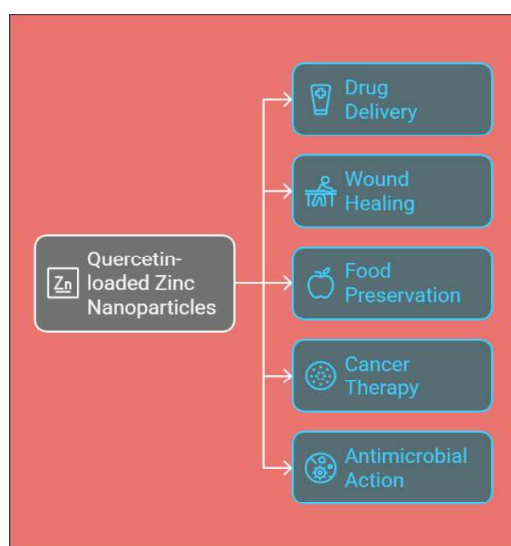 Drug
Delivery
Wound
Healing
Quercetin-
Zn
loaded Zinc
Nanoparticles
Food
Preservation
Cancer
Therapy
Antimicrobial
Action